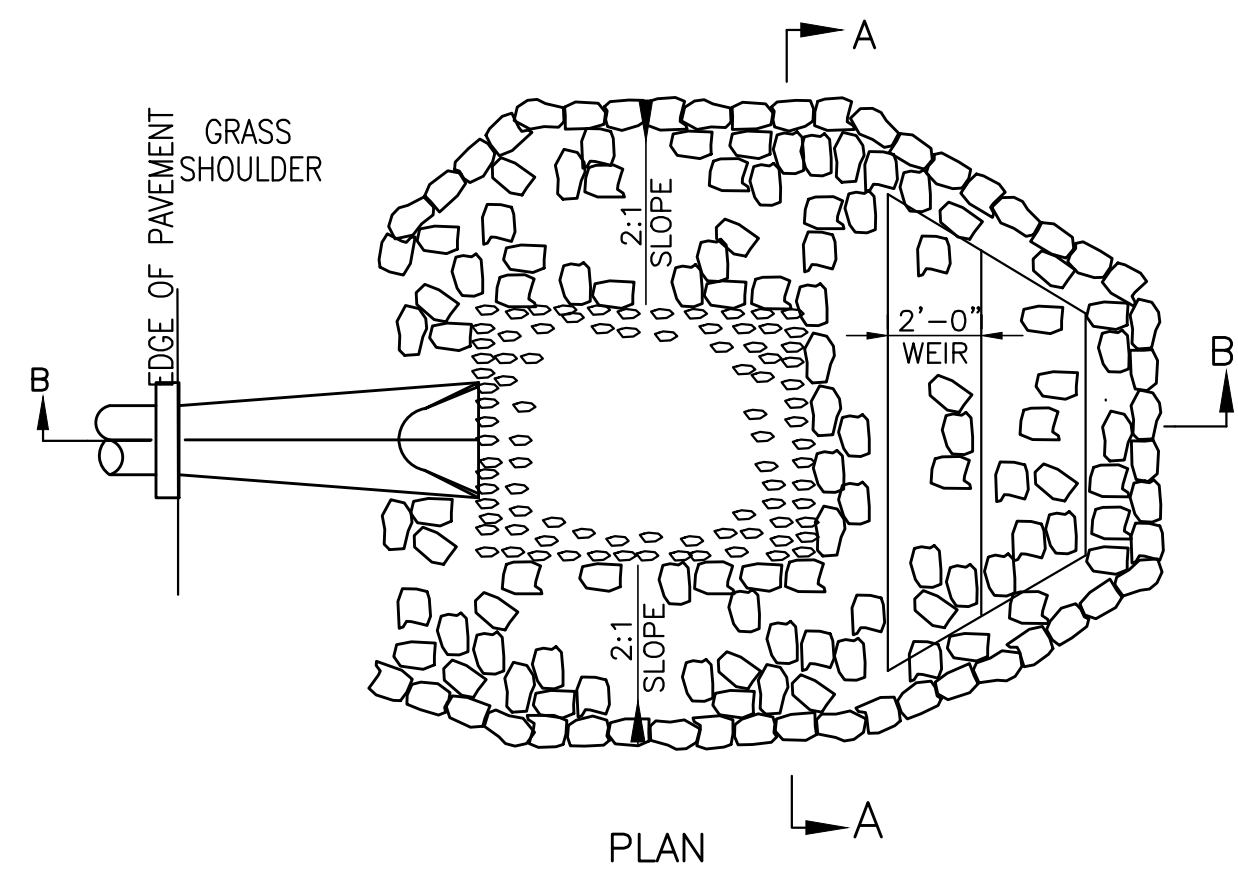 A
EDGE OF PAVEMENT
GRASS
SHOULDER
2:1
SLOPE
2'-0"
WEIR
B
B
2:1
SLOPE
A
PLAN